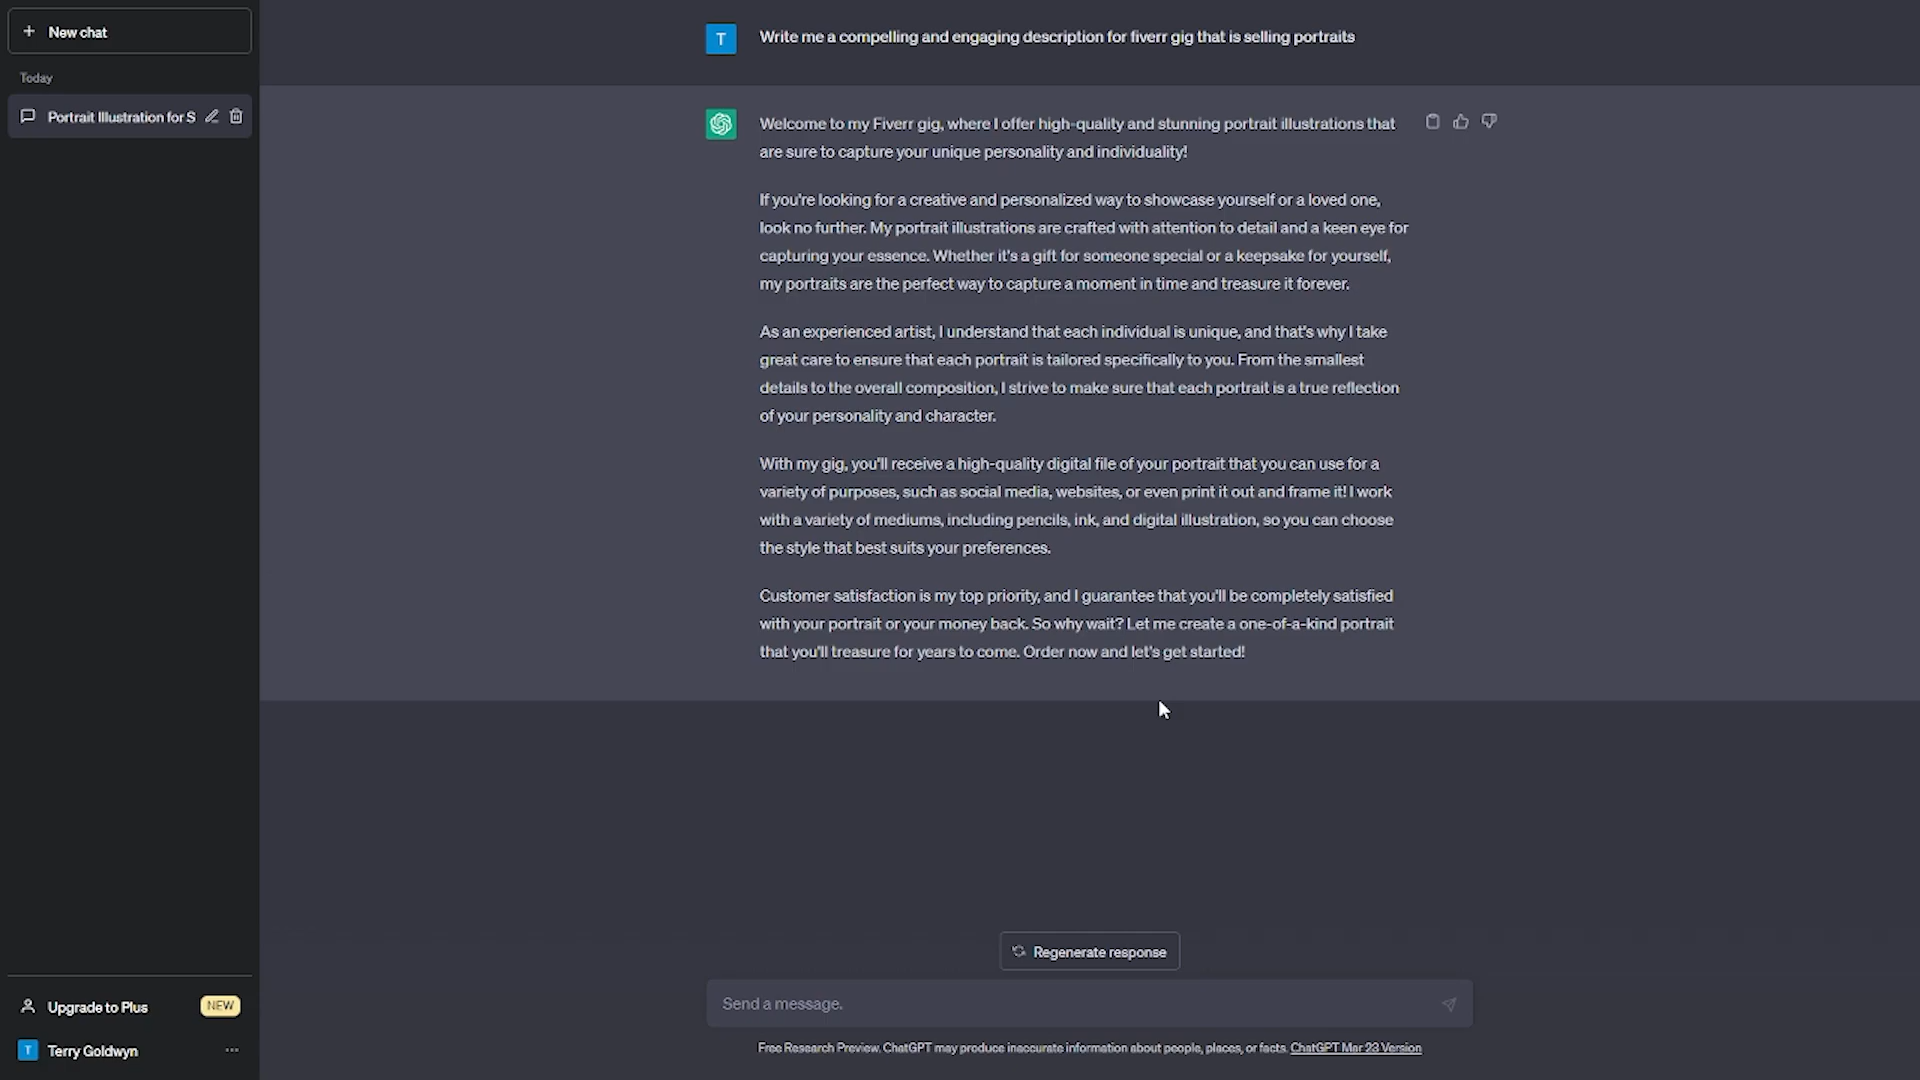 New chat
Today
Portrait Illustration for S
Upgrade to Plus
NEW
T
Terry Goldwyn
T
Write me a compelling and engaging description for fiverr gig that is selling portraits
Welcome to my Fiverr gig, where I offer high-quality and stunning portrait illustrations that
are sure to capture your unique personality and individuality!
If you're looking for a creative and personalized way to showcase yourself or a loved one,
look no further. My portrait illustrations are crafted with attention to detail and a keen eye for
capturing your essence. Whether it's a gift for someone special or a keepsake for yourself,
my portraits are the perfect way to capture a moment in time and treasure it forever.
As an experienced artist, I understand that each individual is unique, and that's why I take
great care to ensure that each portrait is tailored specifically to you. From the smallest
details to the overall composition, I strive to make sure that each portrait is a true reflection
of your personality and character.
With my gig, you'll receive a high-quality digital file of your portrait that you can use for a
variety of purposes, such as social media, websites, or even print it out and frame it! I work
with a variety of mediums, including pencils, ink, and digital illustration, so you can choose
the style that best suits your preferences.
Customer satisfaction is my top priority, and I guarantee that you'll be completely satisfied
with your portrait or your money back. So why wait? Let me create a one-of-a-kind portrait
that you'll treasure for years to come. Order now and let's get started!
Regenerate response
Send a message.
Free Research Preview. ChatGPT may produce inaccurate information about people, places, or facts. ChatGPT Mar 23 Version